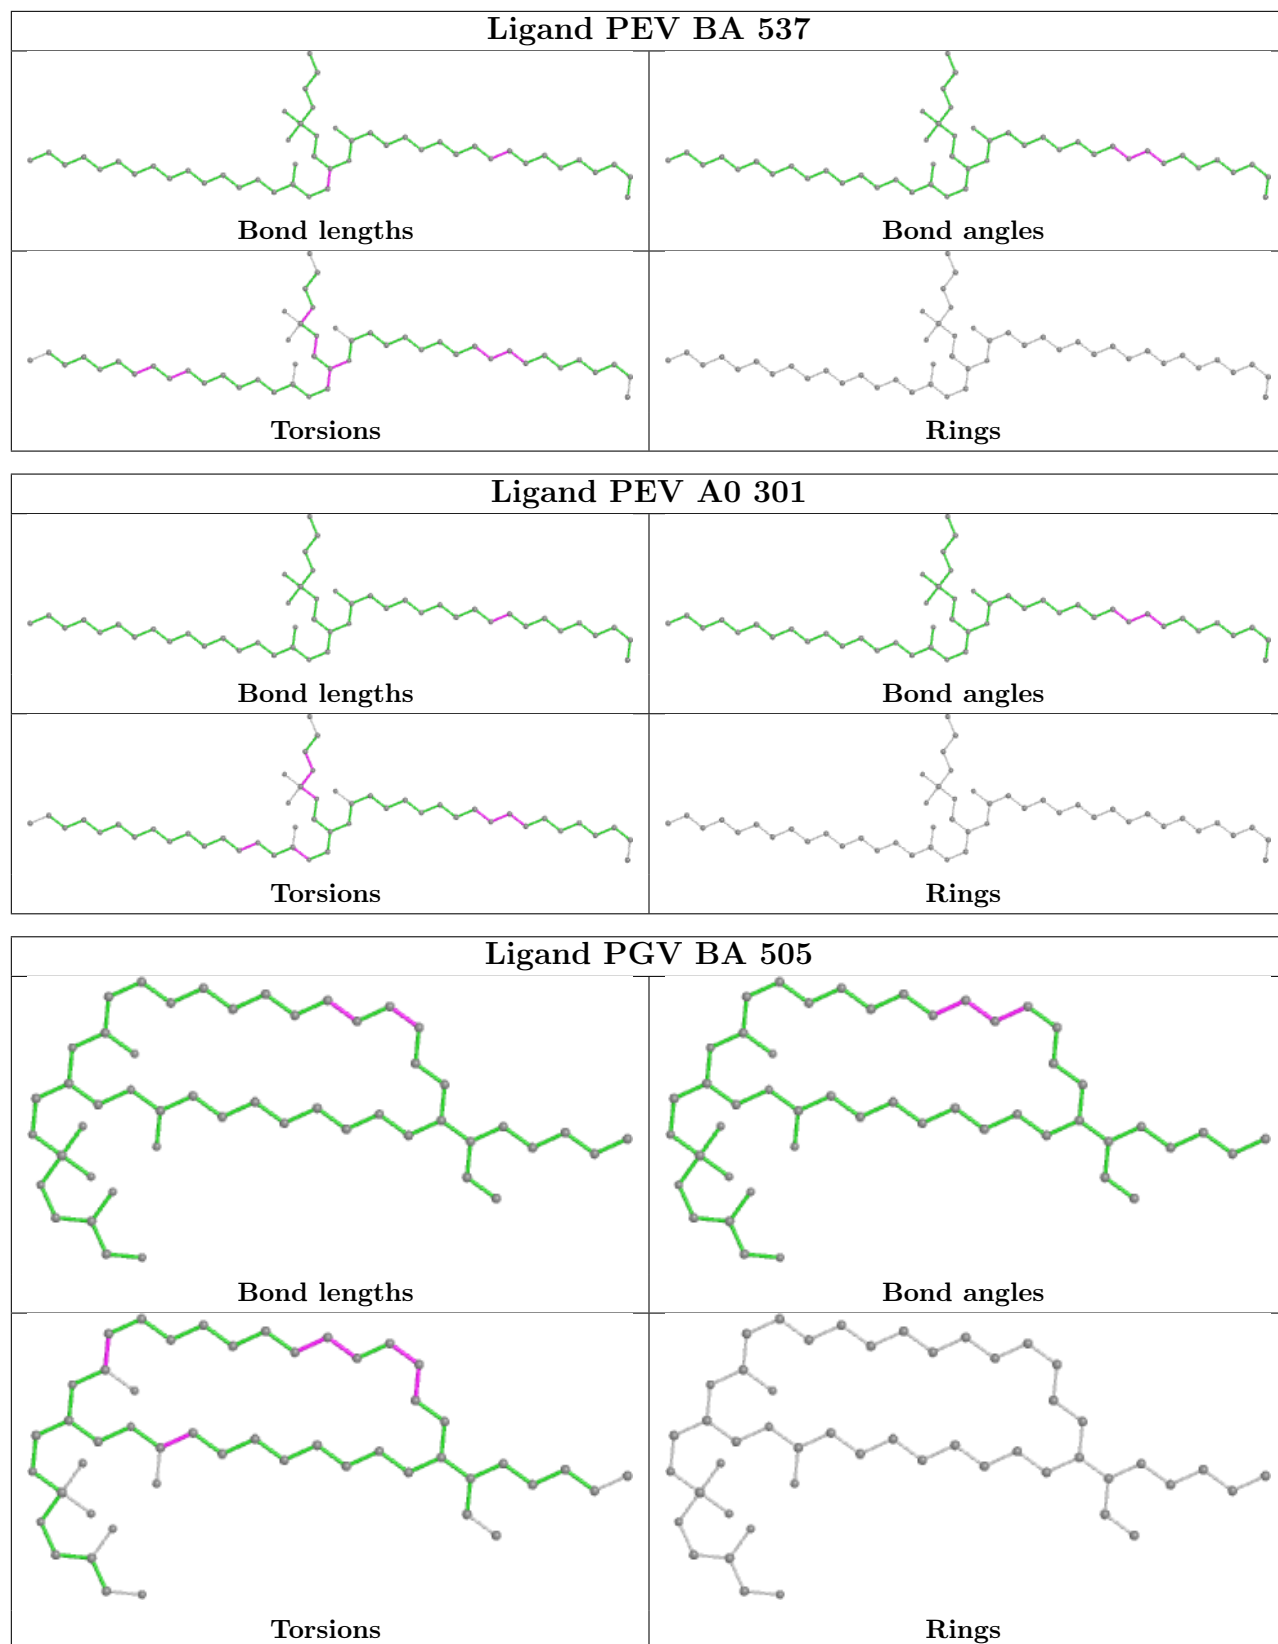 Ligand PEV BA 537
Bond lengths
Bond angles
Torsions
Rings
Ligand PEV A0 301
Bond lengths
Bond angles
Torsions
Rings
Ligand PGV BA 505
Bond lengths
Bond angles
Torsions
Rings